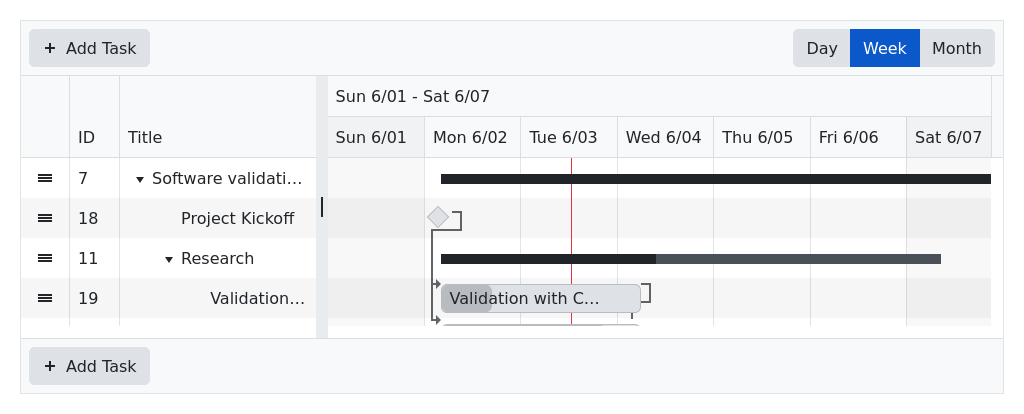 + Add Task
Day Week Month
Sun 6/01 - Sat 6/07
ID Title
Sun 6/01 Mon 6/02 Tue 6/03 Wed 6/04 Thu 6/05 Fri 6/06 Sat 6/07
7 Software validati...
18 Project Kickoff
11 Research
19 Validation... Validation with C...
+ Add Task